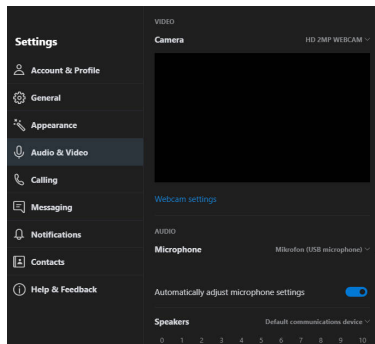 Settings
Account & Profile
General
Appearance
Audio & Video
Calling
Messaging
Notifications
Contacts
Help & Feedback
VIDEO
Camera
HD 2MP WEBCAM
Webcam settings
AUDIO
Microphone
Mikrofon (USB microphone)
Automatically adjust microphone settings
Speakers
Default communications device
0 1 2 3 4 5 6 7 8 9 10